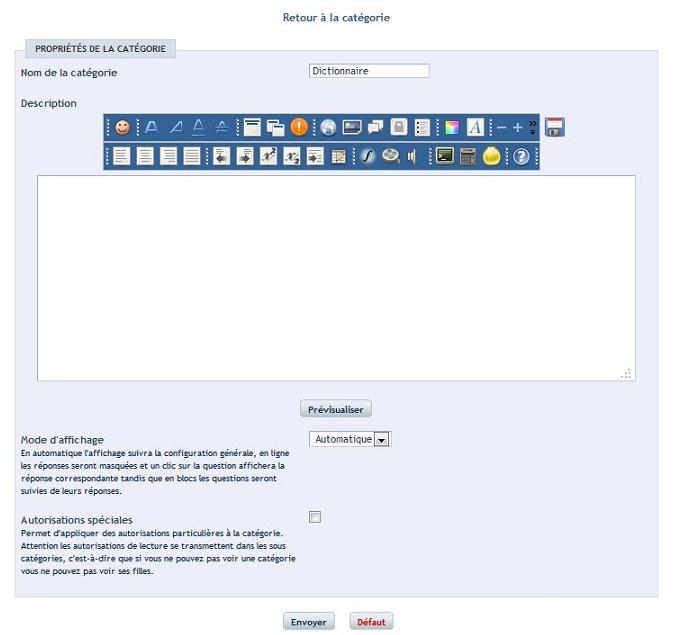 Retour à la catégorie
PROPRIÉTÉS DE LA CATÉGORIE
Nom de la catégorie
Dictionnaire
Description
Prévisualiser
Mode d'affichage
Automatique
En automatique l'affichage suivra la configuration générale, en ligne
les réponses seront masquées et un clic sur la question affichera la
réponse correspondante tandis que en blocs les questions seront
suivies de leurs réponses.
Autorisations spéciales
Permet d'appliquer des autorisations particulières à la catégorie.
Attention les autorisations de lecture se transmettent dans les sous
catégories, c'est-à-dire que si vous ne pouvez pas voir une catégorie
vous ne pouvez pas voir ses filles.
Envoyer
Défaut